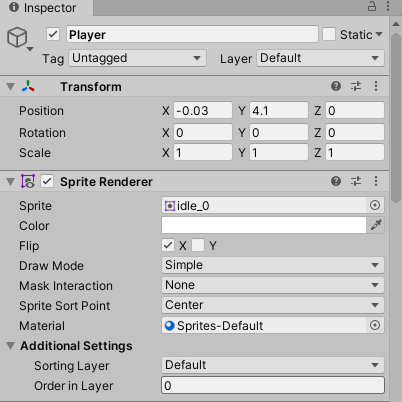 Inspector
Player Static
Tag Untagged Layer Default
Transform
Position X -0.03 Y 4.1 Z 0
Rotation X 0 Y 0 Z 0
Scale X 1 Y 1 Z 1
Sprite Renderer
Sprite idle_0
Color
Flip X Y
Draw Mode Simple
Mask Interaction None
Sprite Sort Point Center
Material Sprites-Default
Additional Settings
Sorting Layer Default
Order in Layer 0